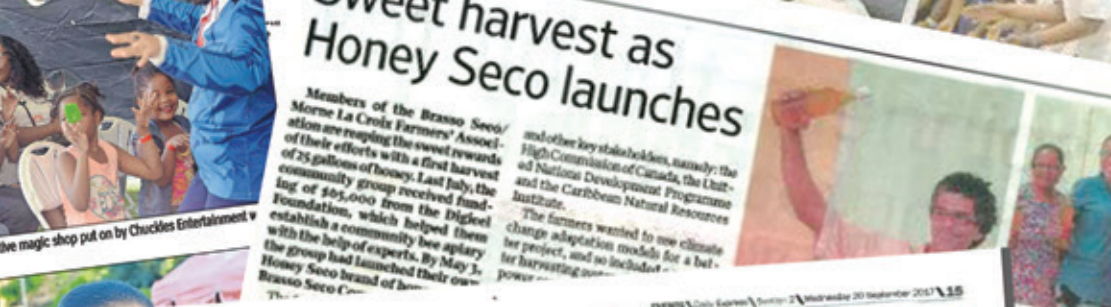 Sweet harvest as
Honey Seco launches
Members of the Brasso Seco/
Morne La Croix Farmers' Associ-
ation are reaping the sweet rewards
of their efforts with a first harvest
of 25 gallons of honey. Last July, the
community group received fund-
ing of $65,000 from the Digicel
Foundation, which helped them
establish a community bee apiary
with the help of experts. By May 3,
the group had launched their own
Honey Seco brand of
Brasso Seco
and other key stakeholders, namely: the
High Commission of Canada, the Unit-
ed Nations Development Programme
and the Caribbean Natural Resources
Institute.
The farmers wanted to see climate
change adaptation models for a bet-
ter project, and so included
ter harvesting
power
tive magic shop put on by Chuckles Entertainment
Daily Express Section 2 Wednesday 20 September 2017 15